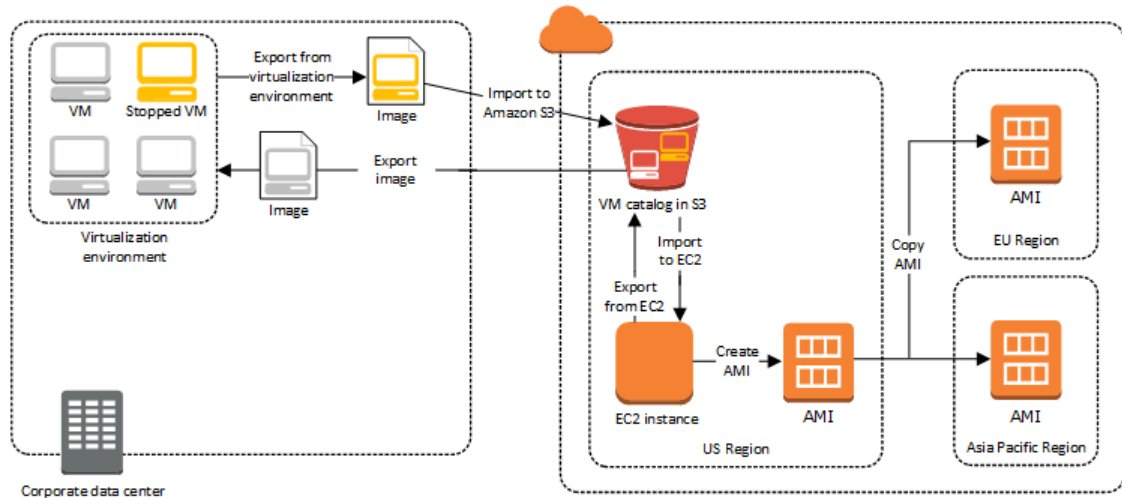 VM
Stopped VM
VM
VM
Virtualization
environment
Export from
virtualization
environment
Image
Import to
Amazon S3
Export
image
Image
Corporate data center
VM catalog in S3
Import
to EC2
Export
from EC2
EC2 instance
Create
AMI
AMI
US Region
Copy
AMI
AMI
EU Region
AMI
Asia Pacific Region